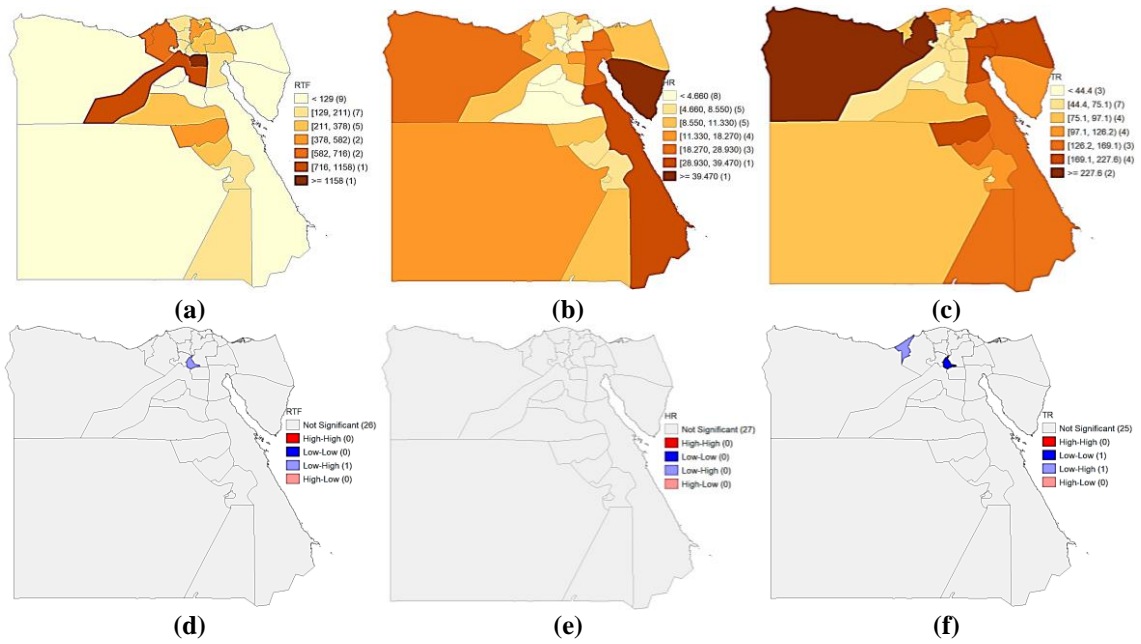 RTF
< 129 (9)
[129, 211) (7)
[211, 378) (5)
[378, 582) (2)
[582, 716) (2)
[716, 1158) (1)
>= 1158 (1)
(a)
HR
< 4.660 (8)
[4.660, 8.550) (5)
[8.550, 11.330) (5)
[11.330, 18.270) (4)
[18.270, 28.930) (3)
[28.930, 39.470) (1)
>= 39.470 (1)
(b)
TR
< 44.4 (3)
[44.4, 75.1) (7)
[75.1, 97.1) (4)
[97.1, 126.2) (4)
[126.2, 169.1) (3)
[169.1, 227.6) (4)
>= 227.6 (2)
(c)
RTF
Not Significant (26)
High-High (0)
Low-Low (0)
Low-High (1)
High-Low (0)
(d)
HR
Not Significant (27)
High-High (0)
Low-Low (0)
Low-High (0)
High-Low (0)
(e)
TR
Not Significant (25)
High-High (0)
Low-Low (1)
Low-High (1)
High-Low (0)
(f)